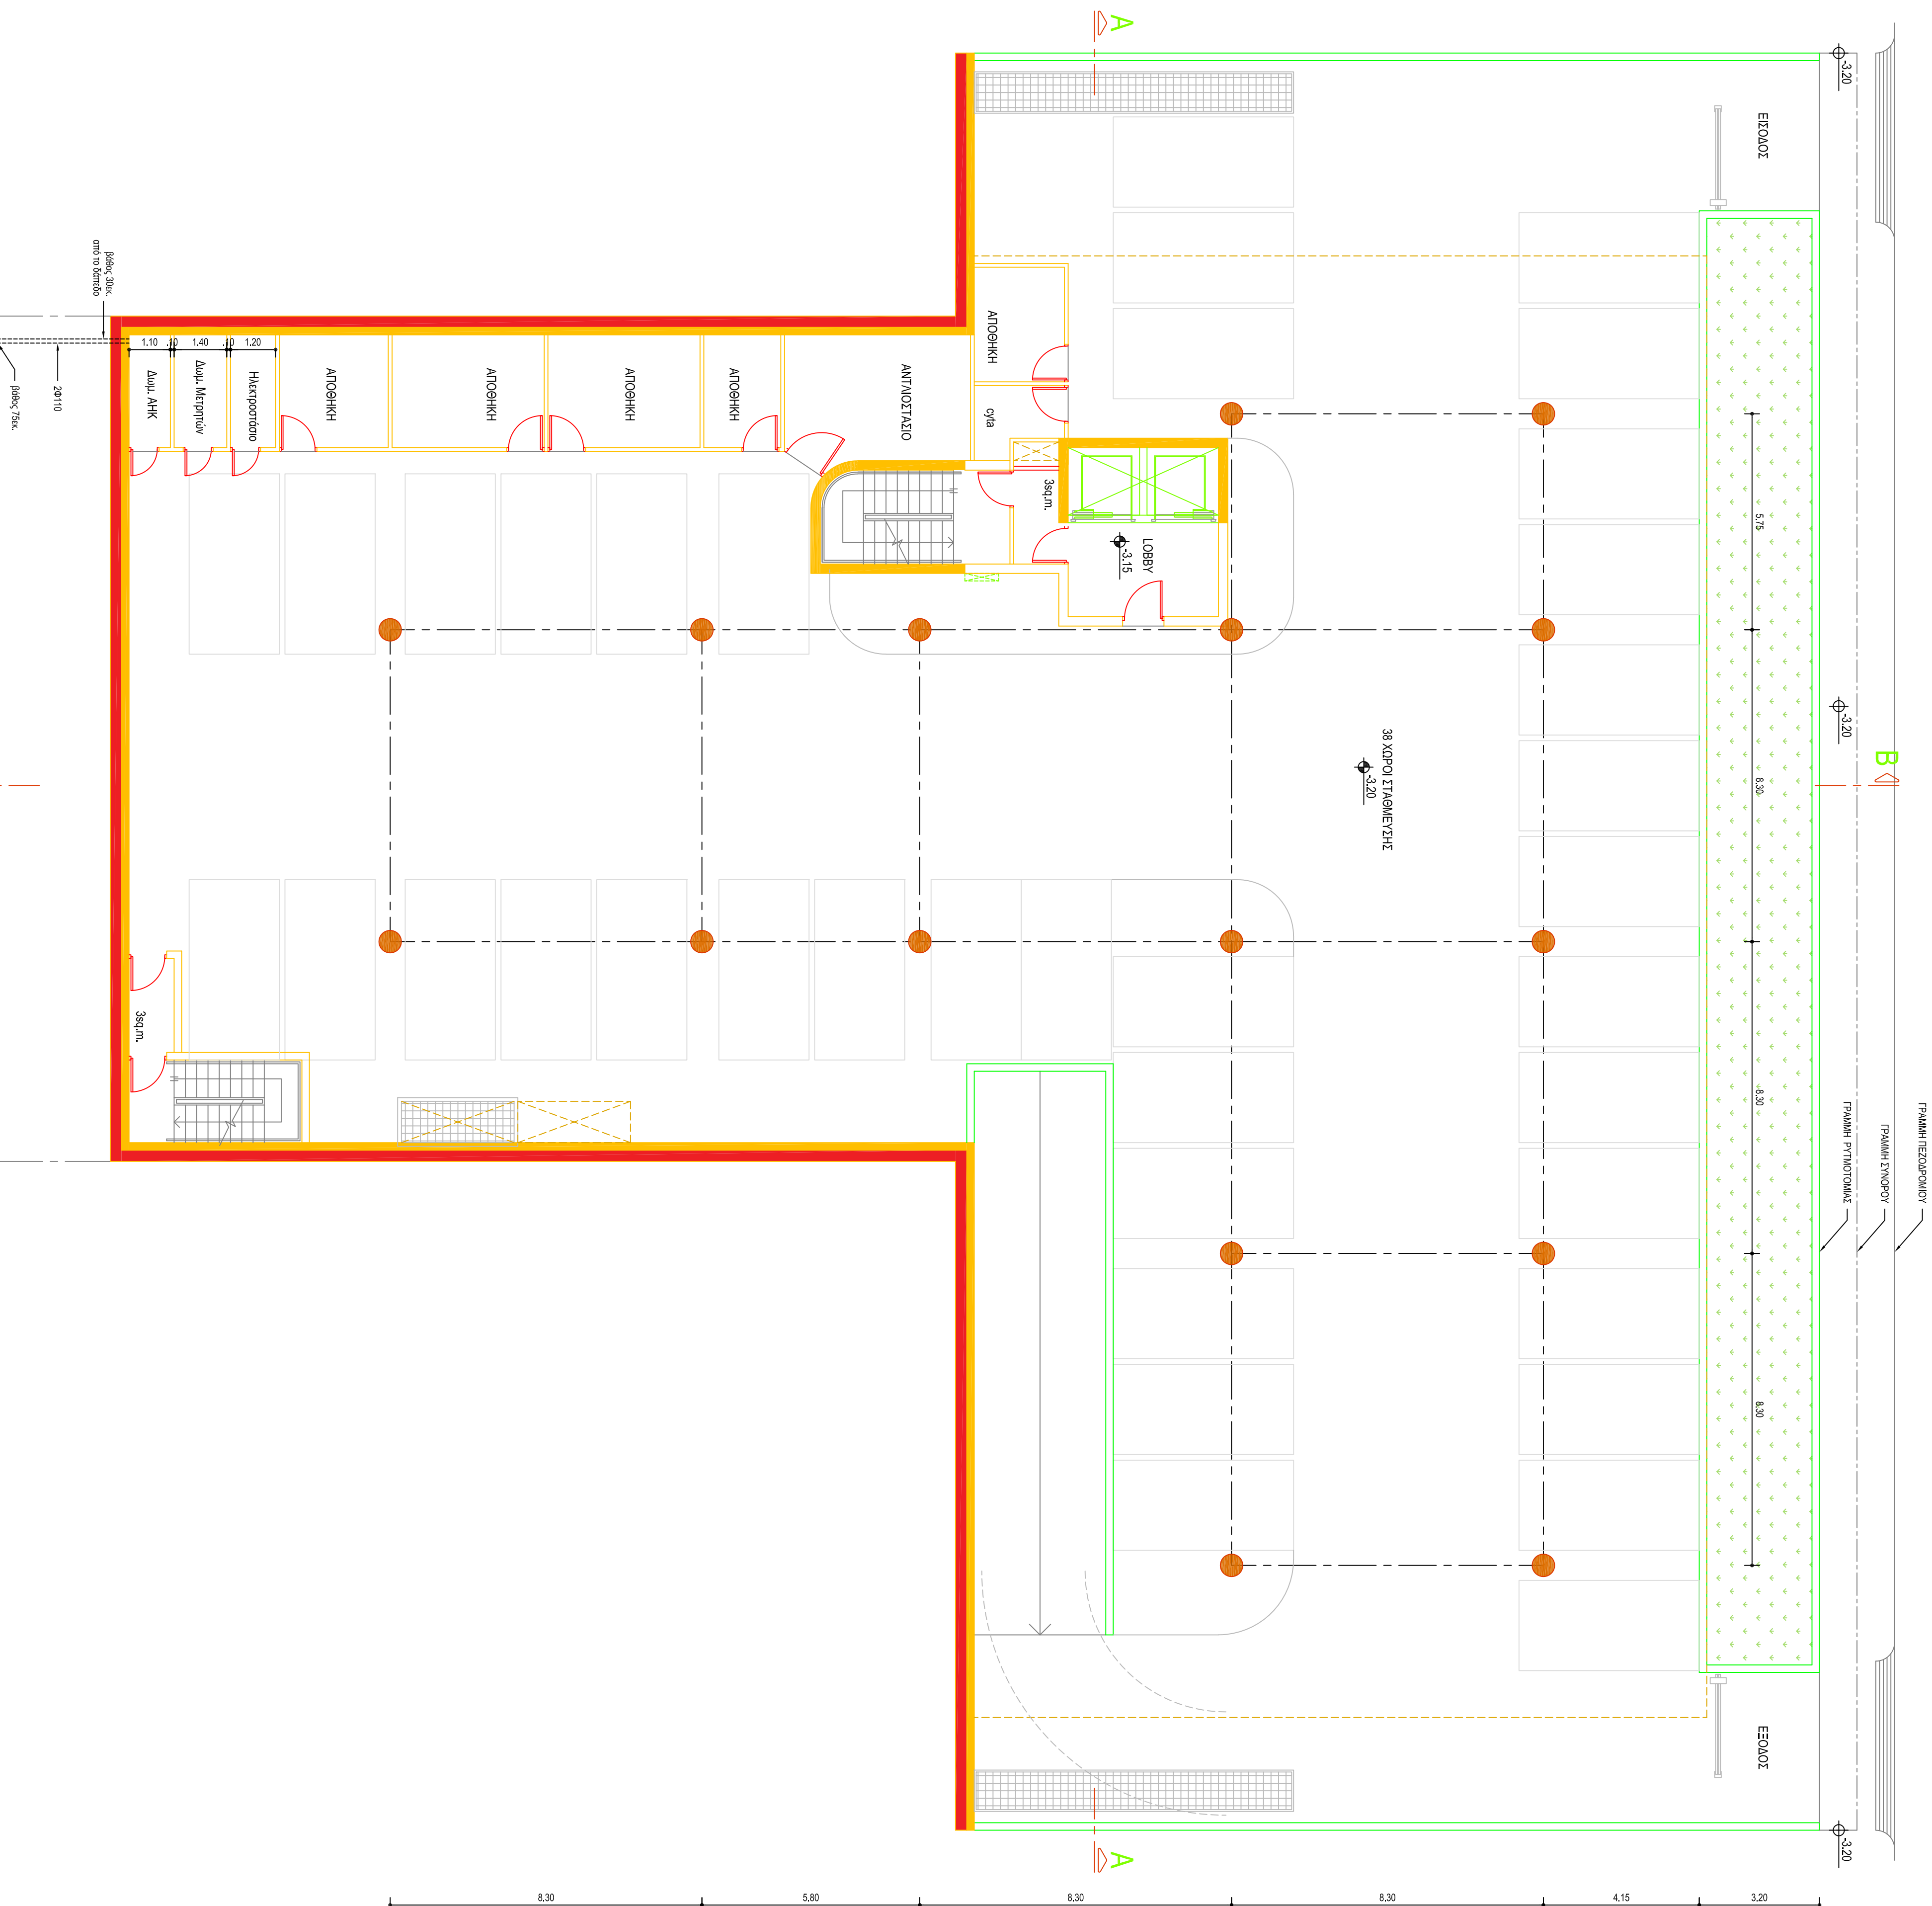 A
-3.20
ΕΙΣΟΔΟΣ
ΑΠΟΘΗΚΗ
cyta
3sq.m.
LOBBY
-3.15
5,75
8,30
8,30
8,30
38 ΧΩΡΟΙ ΣΤΑΘΜΕΥΣΗΣ
-3.20
-3.20
B
ΓΡΑΜΜΗ ΠΕΖΟΔΡΟΜΙΟΥ
ΓΡΑΜΜΗ ΣΥΝΟΡΟΥ
ΓΡΑΜΜΗ ΡΥΤΜΟΤΟΜΙΑΣ
βάθος 30εκ.
από το δάπεδο
2Φ110
βάθος 75εκ.
1,10
,10
1,40
,10
1,20
Δωμ. ΑΗΚ
Δωμ. Μετρητών
Ηλεκτροστάσιο
ΑΠΟΘΗΚΗ
ΑΠΟΘΗΚΗ
ΑΠΟΘΗΚΗ
ΑΠΟΘΗΚΗ
ΑΝΤΛΙΟΣΤΑΣΙΟ
3sq.m.
ΕΞΟΔΟΣ
-3.20
A
8,30
5,80
8,30
8,30
4,15
3,20